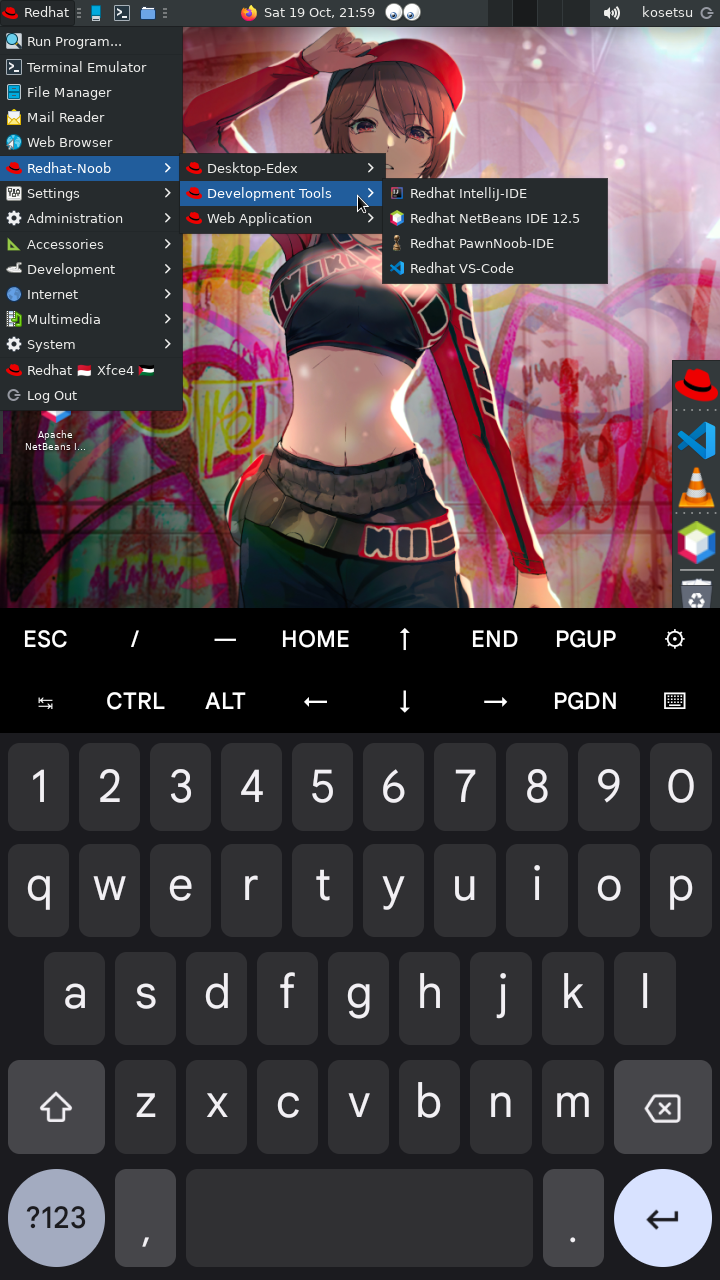 Redhat
Sat 19 Oct, 21:59
kosetsu
Run Program...
Terminal Emulator
File Manager
Mail Reader
Web Browser
Redhat-Noob
Settings
Administration
Accessories
Development
Internet
Multimedia
System
Redhat 🇮🇩 Xfce4 🇵🇸
Log Out
Desktop-Edex
Development Tools
Web Application
Redhat IntelliJ-IDE
Redhat NetBeans IDE 12.5
Redhat PawnNoob-IDE
Redhat VS-Code
Apache
NetBeans I...
ESC / — HOME ↑ END PGUP
↹ CTRL ALT ← ↓ → PGDN
1 2 3 4 5 6 7 8 9 0
q w e r t y u i o p
a s d f g h j k l
z x c v b n m
?123 , .